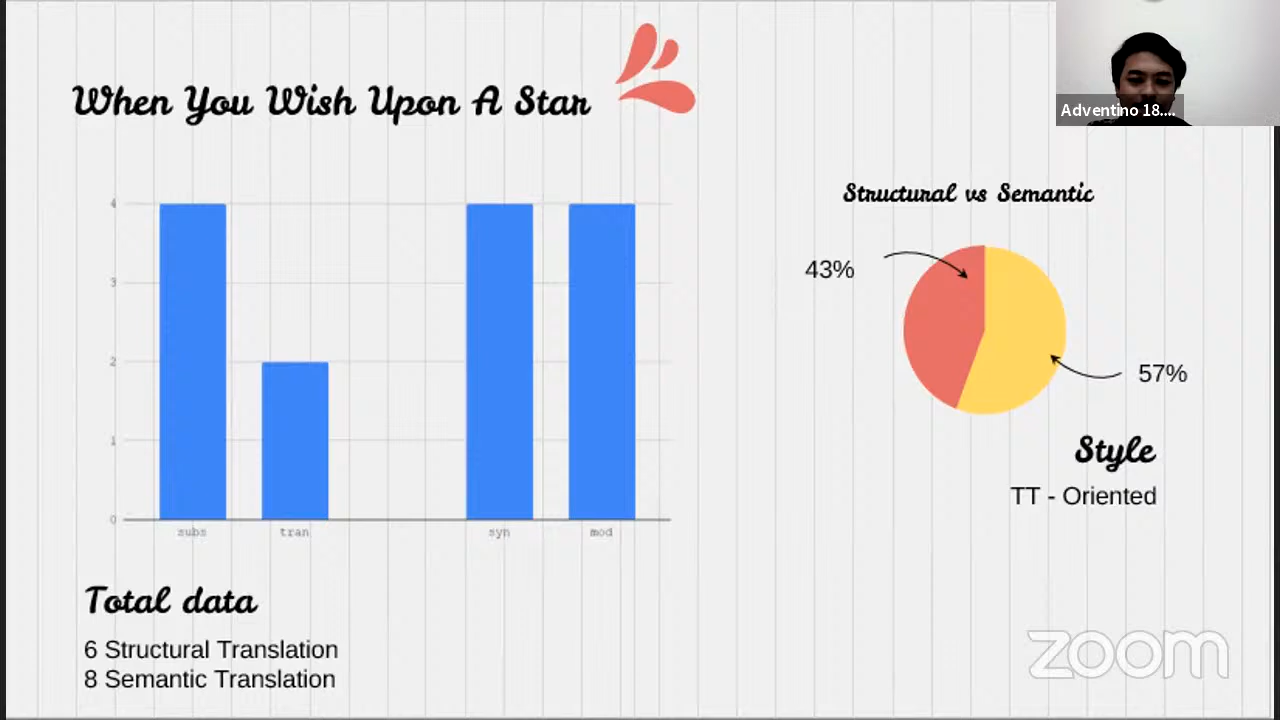 When You Wish Upon A Star
Adventino 18....
Structural vs Semantic
4
3
2
1
0
subs tran syn mod
43%
57%
Style
TT - Oriented
Total data
6 Structural Translation
8 Semantic Translation
zoom